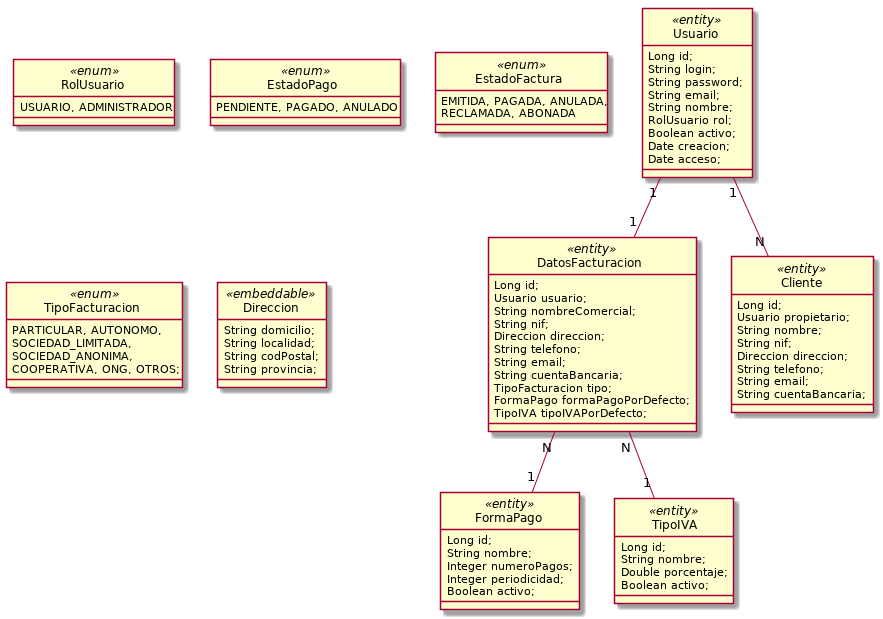 «enum»
RolUsuario
USUARIO, ADMINISTRADOR
«enum»
EstadoPago
PENDIENTE, PAGADO, ANULADO
«enum»
EstadoFactura
EMITIDA, PAGADA, ANULADA,
RECLAMADA, ABONADA
«entity»
Usuario
Long id;
String login;
String password;
String email;
String nombre;
RolUsuario rol;
Boolean activo;
Date creacion;
Date acceso;
1
1
1
N
«enum»
TipoFacturacion
PARTICULAR, AUTONOMO,
SOCIEDAD_LIMITADA,
SOCIEDAD_ANONIMA,
COOPERATIVA, ONG, OTROS;
«embeddable»
Direccion
String domicilio;
String localidad;
String codPostal;
String provincia;
«entity»
DatosFacturacion
Long id;
Usuario usuario;
String nombreComercial;
String nif;
Direccion direccion;
String telefono;
String email;
String cuentaBancaria;
TipoFacturacion tipo;
FormaPago formaPagoPorDefecto;
TipoIVA tipoIVAPorDefecto;
«entity»
Cliente
Long id;
Usuario propietario;
String nombre;
String nif;
Direccion direccion;
String telefono;
String email;
String cuentaBancaria;
N
N
1
1
«entity»
FormaPago
Long id;
String nombre;
Integer numeroPagos;
Integer periodicidad;
Boolean activo;
«entity»
TipoIVA
Long id;
String nombre;
Double porcentaje;
Boolean activo;